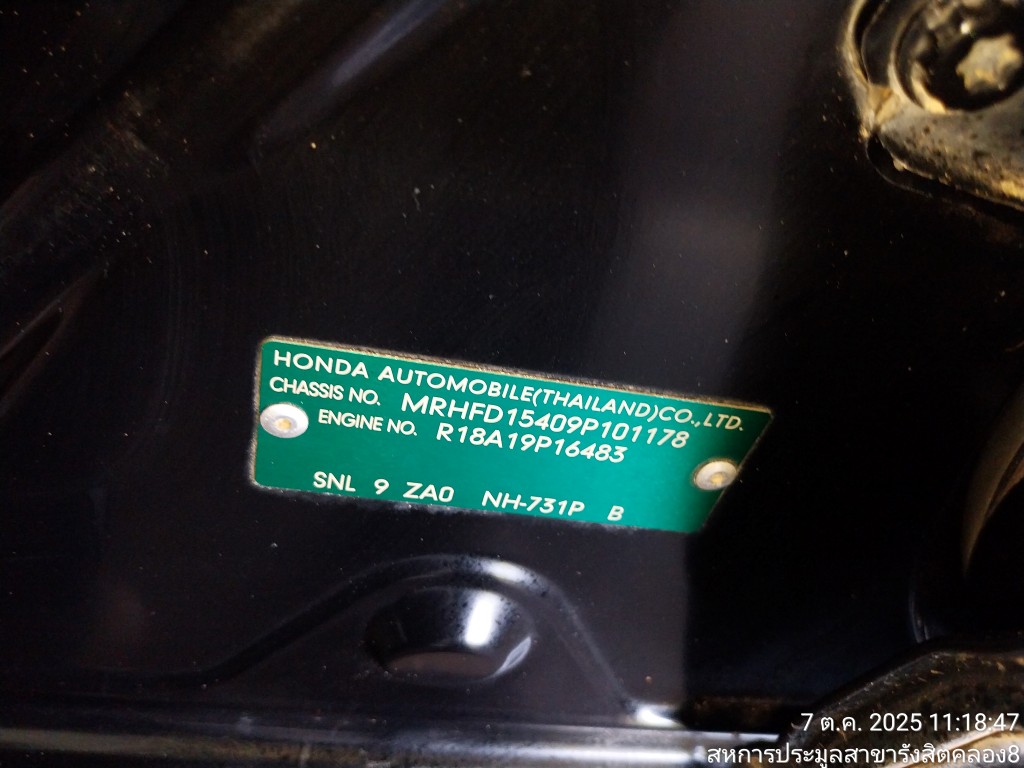 HONDA AUTOMOBILE(THAILAND)CO.,LTD.
CHASSIS NO. MRHFD15409P101178
ENGINE NO. R18A19P16483
SNL 9 ZA0 NH-731P B
7 ต.ค. 2025 11:18:47
สหการประมูลสาขารังสิตคลอง8